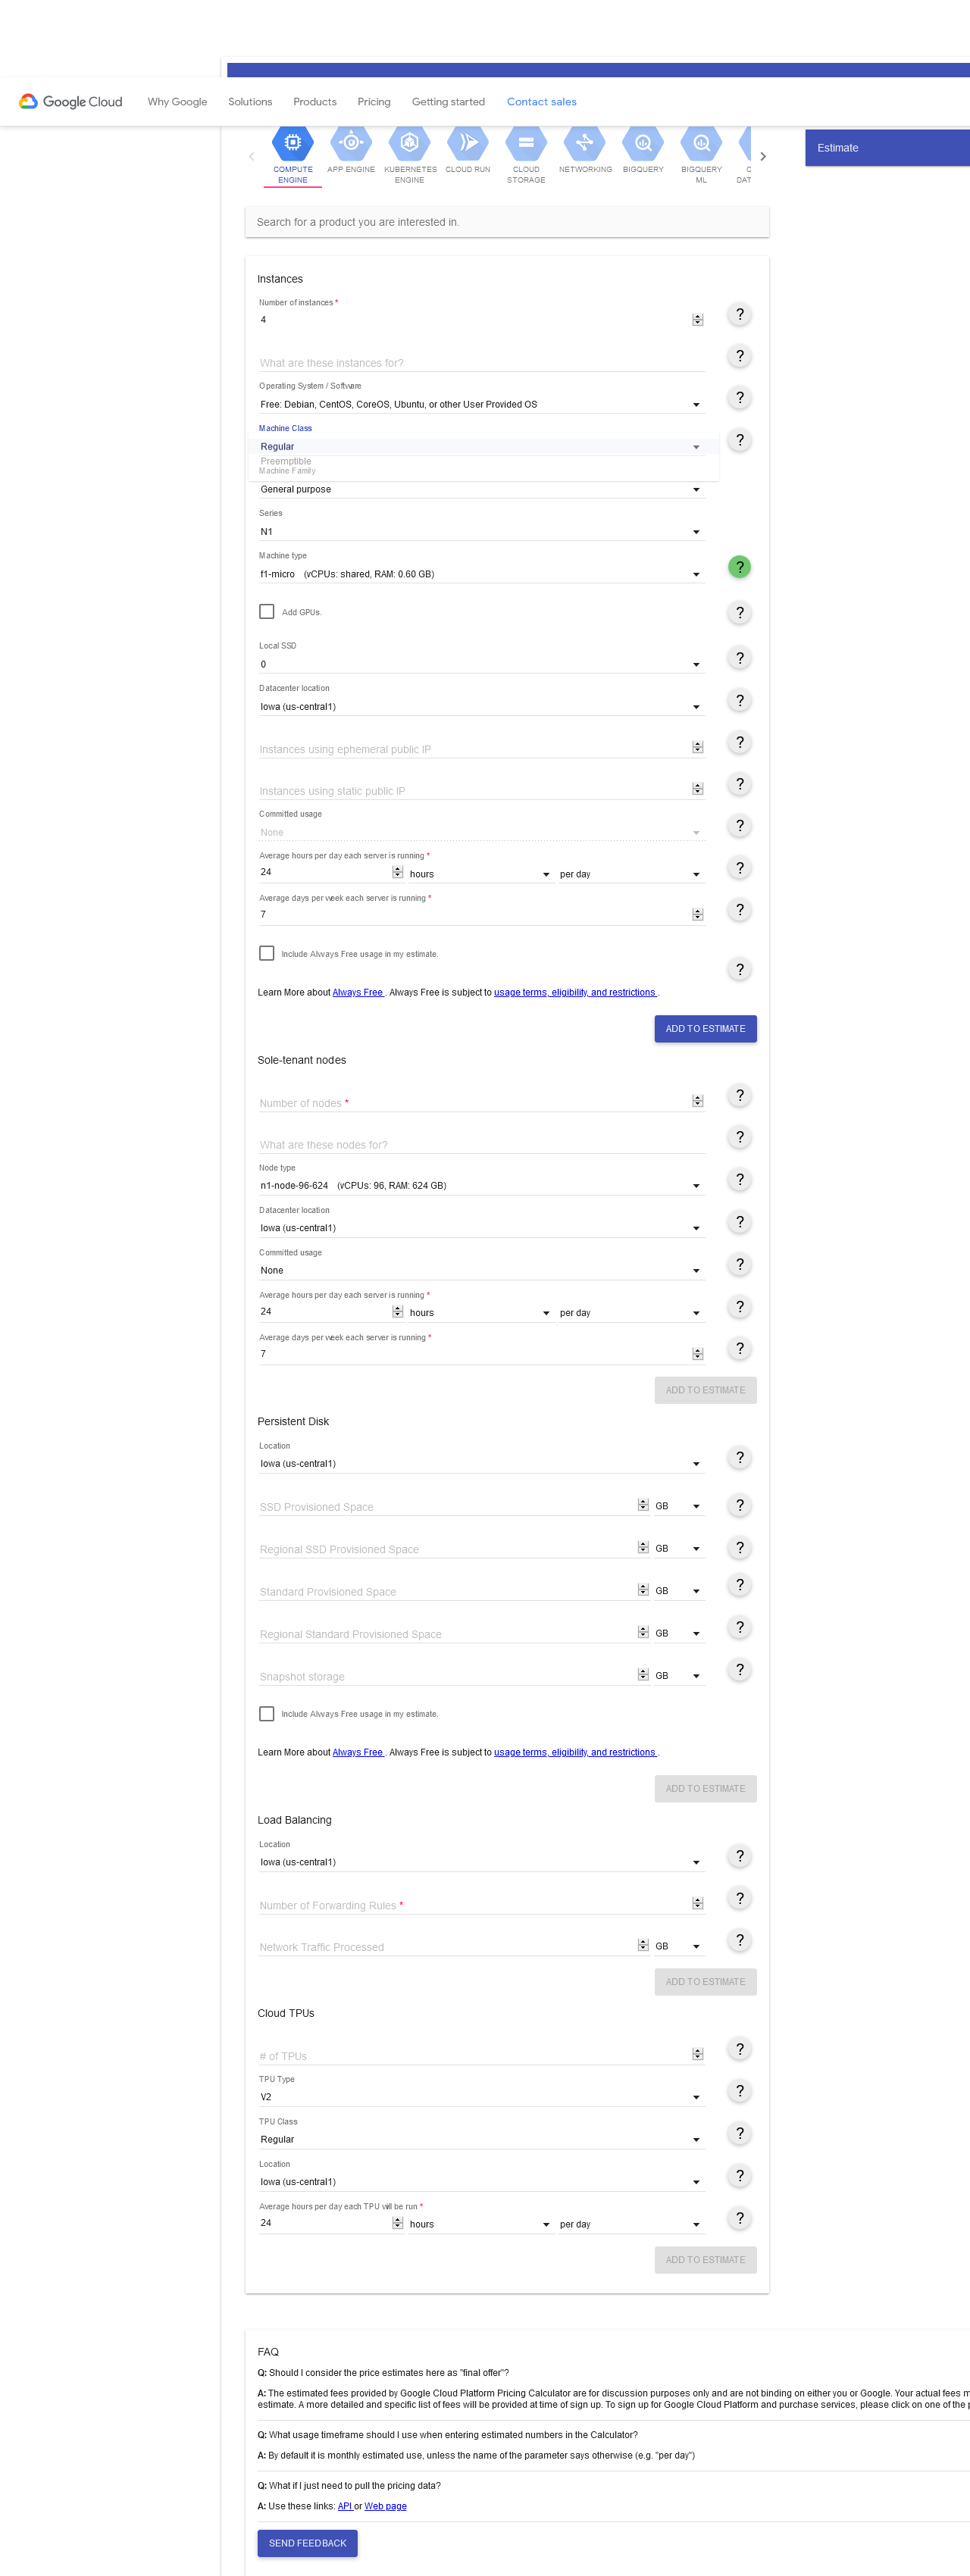 Google Cloud Why Google Solutions Products Pricing Getting started Contact sales
COMPUTE ENGINE
APP ENGINE
KUBERNETES ENGINE
CLOUD RUN
CLOUD STORAGE
NETWORKING
BIGQUERY
BIGQUERY ML
Estimate
Search for a product you are interested in.
Instances
Number of instances *
4
What are these instances for?
Operating System / Software
Free: Debian, CentOS, CoreOS, Ubuntu, or other User Provided OS
Machine Class
Regular
Preemptible
Machine Family
General purpose
Series
N1
Machine type
f1-micro (vCPUs: shared, RAM: 0.60 GB)
Add GPUs.
Local SSD
0
Datacenter location
Iowa (us-central1)
Instances using ephemeral public IP
Instances using static public IP
Committed usage
None
Average hours per day each server is running *
24 hours per day
Average days per week each server is running *
7
Include Always Free usage in my estimate.
Learn More about Always Free . Always Free is subject to usage terms, eligibility, and restrictions .
ADD TO ESTIMATE
Sole-tenant nodes
Number of nodes *
What are these nodes for?
Node type
n1-node-96-624 (vCPUs: 96, RAM: 624 GB)
Datacenter location
Iowa (us-central1)
Committed usage
None
Average hours per day each server is running *
24 hours per day
Average days per week each server is running *
7
ADD TO ESTIMATE
Persistent Disk
Location
Iowa (us-central1)
SSD Provisioned Space GB
Regional SSD Provisioned Space GB
Standard Provisioned Space GB
Regional Standard Provisioned Space GB
Snapshot storage GB
Include Always Free usage in my estimate.
Learn More about Always Free . Always Free is subject to usage terms, eligibility, and restrictions .
ADD TO ESTIMATE
Load Balancing
Location
Iowa (us-central1)
Number of Forwarding Rules *
Network Traffic Processed GB
ADD TO ESTIMATE
Cloud TPUs
# of TPUs
TPU Type
V2
TPU Class
Regular
Location
Iowa (us-central1)
Average hours per day each TPU will be run *
24 hours per day
ADD TO ESTIMATE
FAQ
Q: Should I consider the price estimates here as "final offer"?
A: The estimated fees provided by Google Cloud Platform Pricing Calculator are for discussion purposes only and are not binding on either you or Google. Your actual fees
estimate. A more detailed and specific list of fees will be provided at time of sign up. To sign up for Google Cloud Platform and purchase services, please click on one of the
Q: What usage timeframe should I use when entering estimated numbers in the Calculator?
A: By default it is monthly estimated use, unless the name of the parameter says otherwise (e.g. "per day")
Q: What if I just need to pull the pricing data?
A: Use these links: API or Web page
SEND FEEDBACK